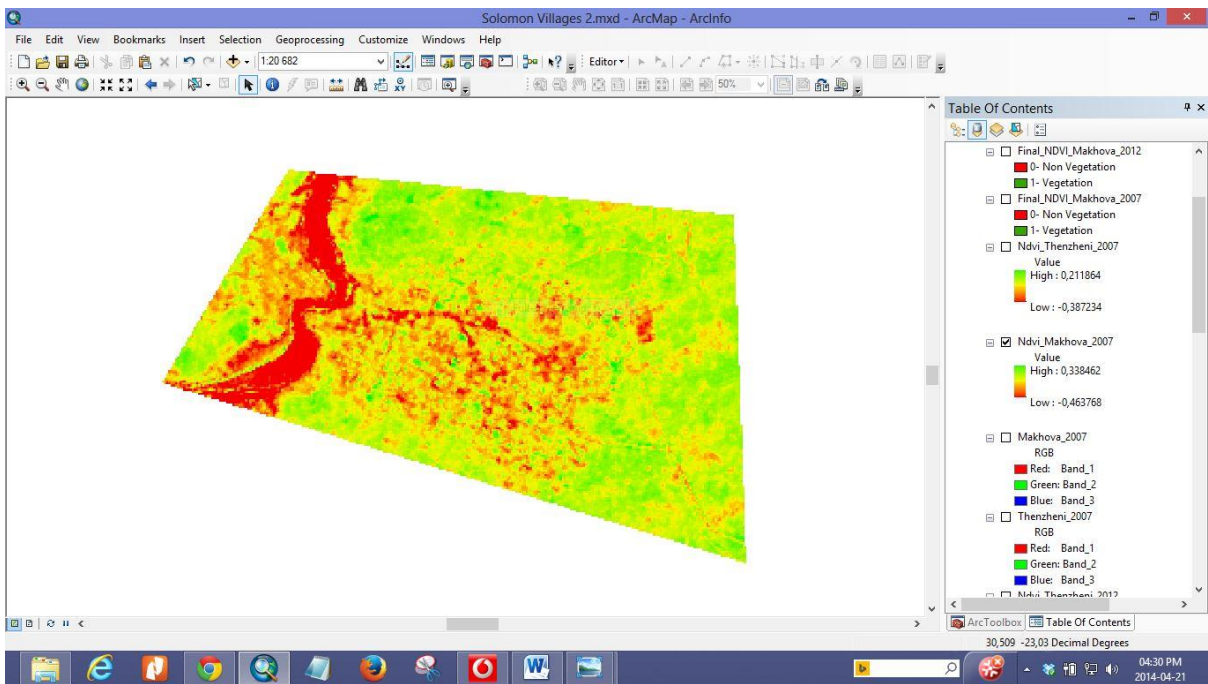 Solomon Villages 2.mxd - ArcMap - ArcInfo
File Edit View Bookmarks Insert Selection Geoprocessing Customize Windows Help
1:20 682
Editor
50%
Table Of Contents
Final_NDVI_Makhova_2012
0- Non Vegetation
1- Vegetation
Final_NDVI_Makhova_2007
0- Non Vegetation
1- Vegetation
Ndvi_Thenzheni_2007
Value
High : 0,211864
Low : -0,387234
Ndvi_Makhova_2007
Value
High : 0,338462
Low : -0,463768
Makhova_2007
RGB
Red: Band_1
Green: Band_2
Blue: Band_3
Thenzheni_2007
RGB
Red: Band_1
Green: Band_2
Blue: Band_3
Ndvi_Thenzheni_2012
ArcToolbox Table Of Contents
30,509 -23,03 Decimal Degrees
04:30 PM
2014-04-21